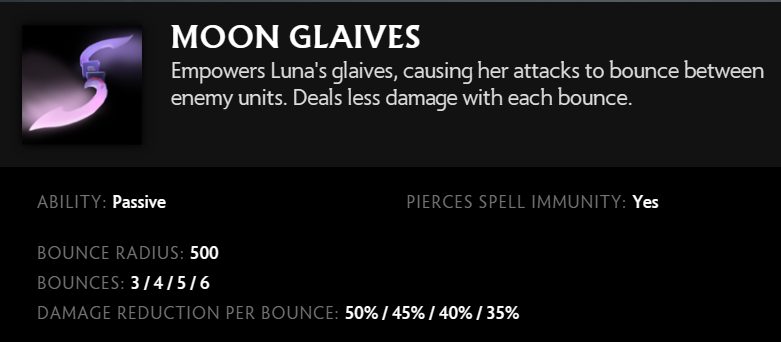 MOON GLAIVES
Empowers Luna's glaives, causing her attacks to bounce between
enemy units. Deals less damage with each bounce.
ABILITY: Passive
PIERCES SPELL IMMUNITY: Yes
BOUNCE RADIUS: 500
BOUNCES: 3 / 4 / 5 / 6
DAMAGE REDUCTION PER BOUNCE: 50% / 45% / 40% / 35%